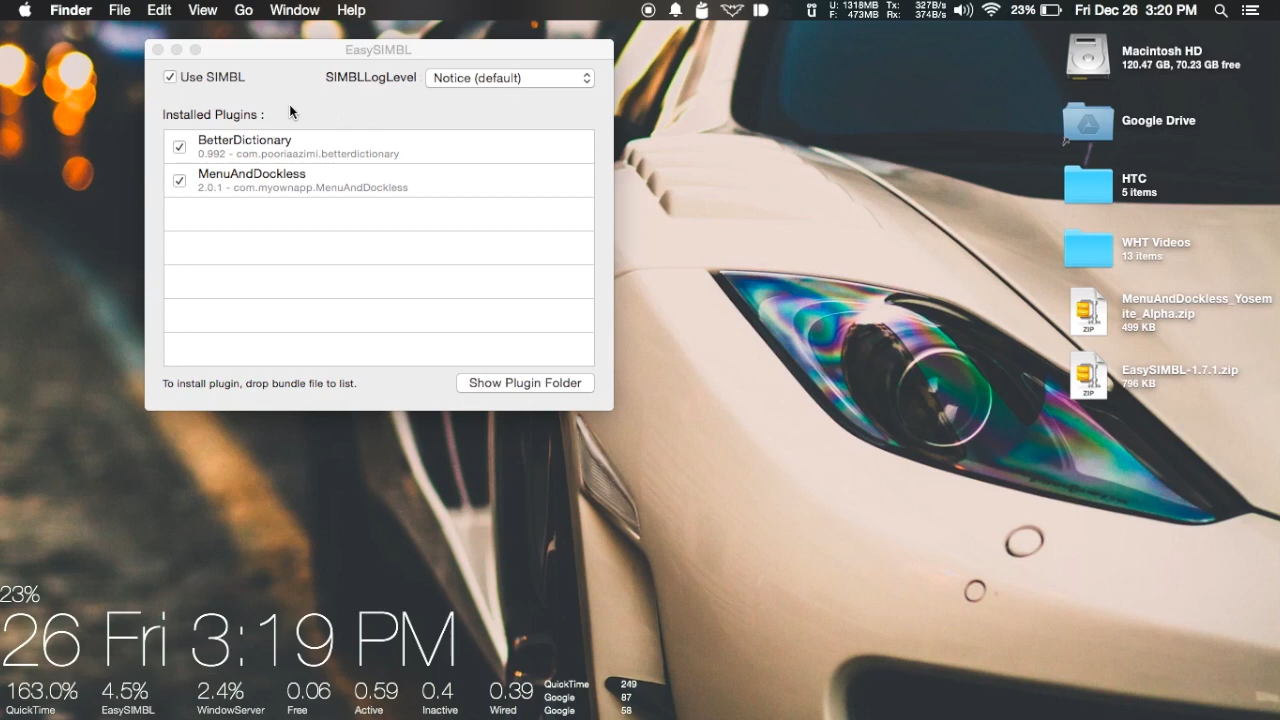 Finder File Edit View Go Window Help
U: 1318MB Tx: 327B/s
F: 473MB Rx: 374B/s
23% Fri Dec 26 3:20 PM
EasySIMBL
Use SIMBL SIMBLLogLevel Notice (default)
Installed Plugins :
BetterDictionary
0.992 - com.pooriaazimi.betterdictionary
MenuAndDockless
2.0.1 - com.myownapp.MenuAndDockless
To install plugin, drop bundle file to list. Show Plugin Folder
Macintosh HD
120.47 GB, 70.23 GB free
Google Drive
HTC
5 items
WHT Videos
13 items
ZIP
MenuAndDockless_Yosem
ite_Alpha.zip
499 KB
ZIP
EasySIMBL-1.7.1.zip
796 KB
23%
26 Fri 3:19 PM
163.0% 4.5% 2.4% 0.06 0.59 0.4 0.39
QuickTime EasySIMBL WindowServer Free Active Inactive Wired
QuickTime 249
Google 87
Google 58